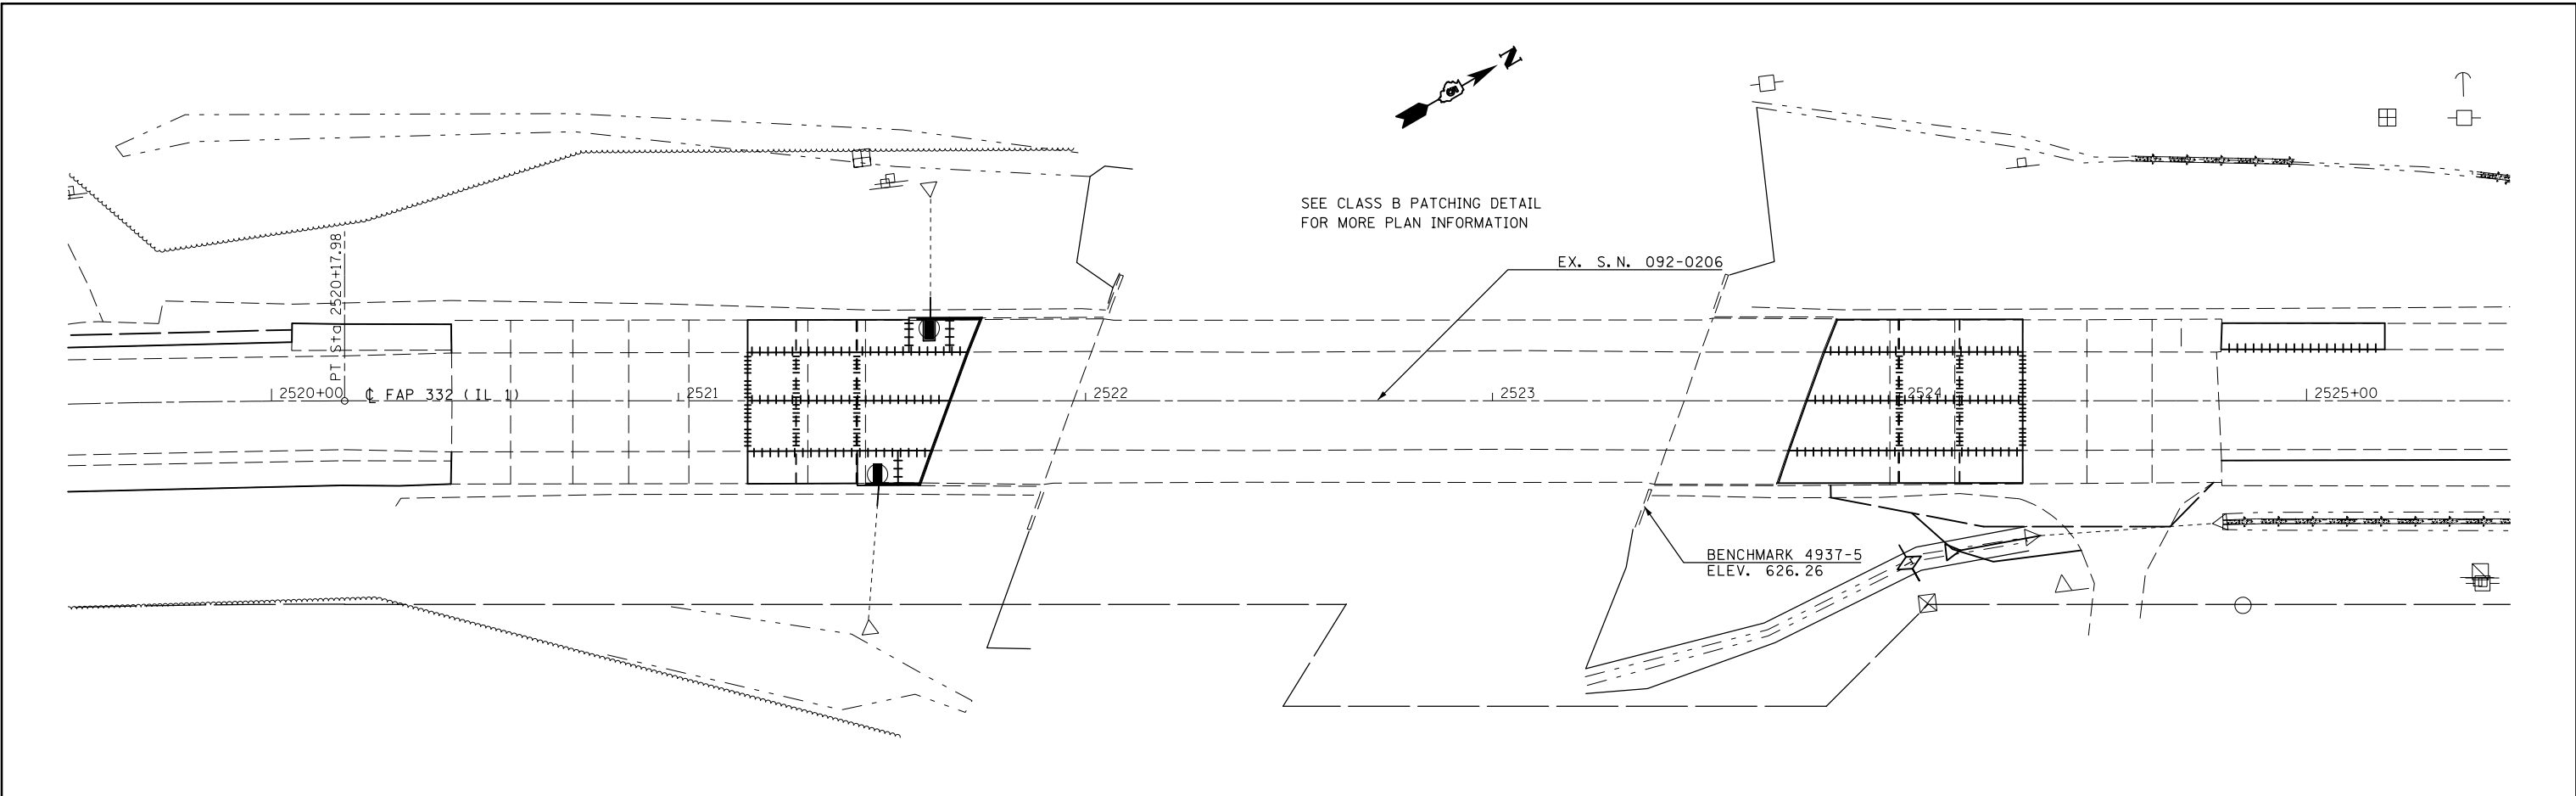 N
SEE CLASS B PATCHING DETAIL
FOR MORE PLAN INFORMATION
EX. S.N. 092-0206
PT Sta 2520+17.98
2520+00
℄ FAP 332 (IL 1)
2521
2522
2523
2524
2525+00
BENCHMARK 4937-5
ELEV. 626.26